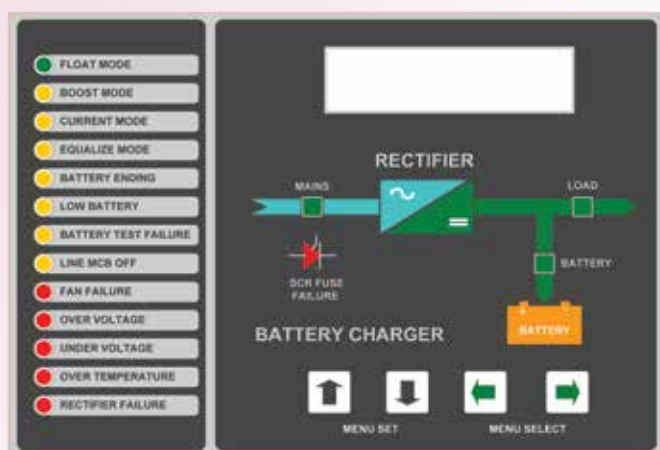 FLOAT MODE
BOOST MODE
CURRENT MODE
EQUALIZE MODE
BATTERY ENDING
LOW BATTERY
BATTERY TEST FAILURE
LINE MCB OFF
FAN FAILURE
OVER VOLTAGE
UNDER VOLTAGE
OVER TEMPERATURE
RECTIFIER FAILURE
RECTIFIER
MAINS
LOAD
SCR FUSE
FAILURE
BATTERY
BATTERY
BATTERY CHARGER
MENU SET
MENU SELECT